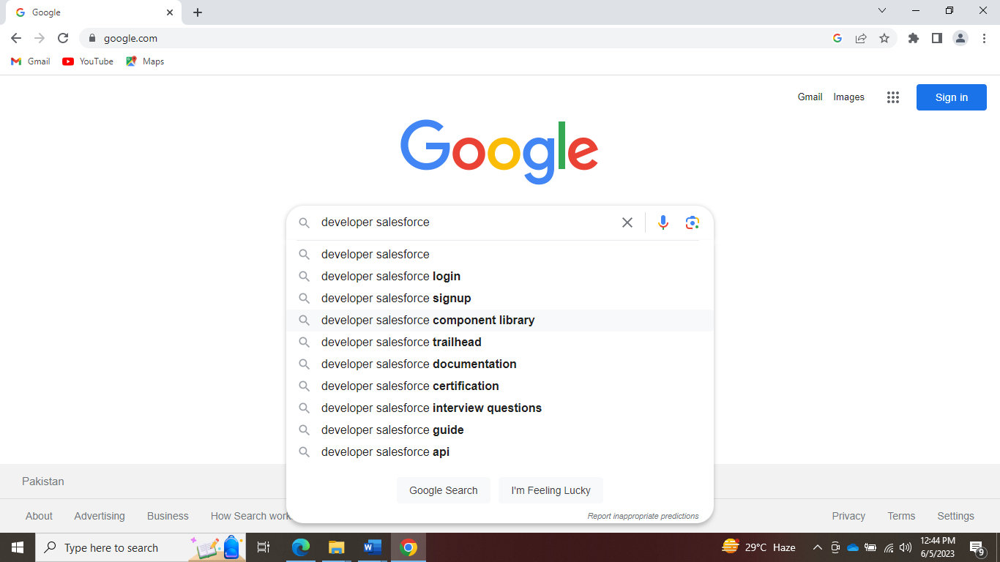 Google
google.com
Gmail YouTube Maps
Gmail Images Sign in
Google
developer salesforce
developer salesforce
developer salesforce login
developer salesforce signup
developer salesforce component library
developer salesforce trailhead
developer salesforce documentation
developer salesforce certification
developer salesforce interview questions
developer salesforce guide
developer salesforce api
Google Search I'm Feeling Lucky
Report inappropriate predictions
Pakistan
About Advertising Business How Search work Privacy Terms Settings
Type here to search
29°C Haze
12:44 PM
6/5/2023
9